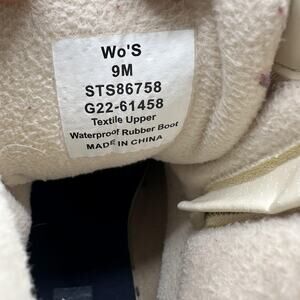 Wo'S
9M
STS86758
G22-61458
Textile Upper
Waterproof Rubber Boot
MADE IN CHINA